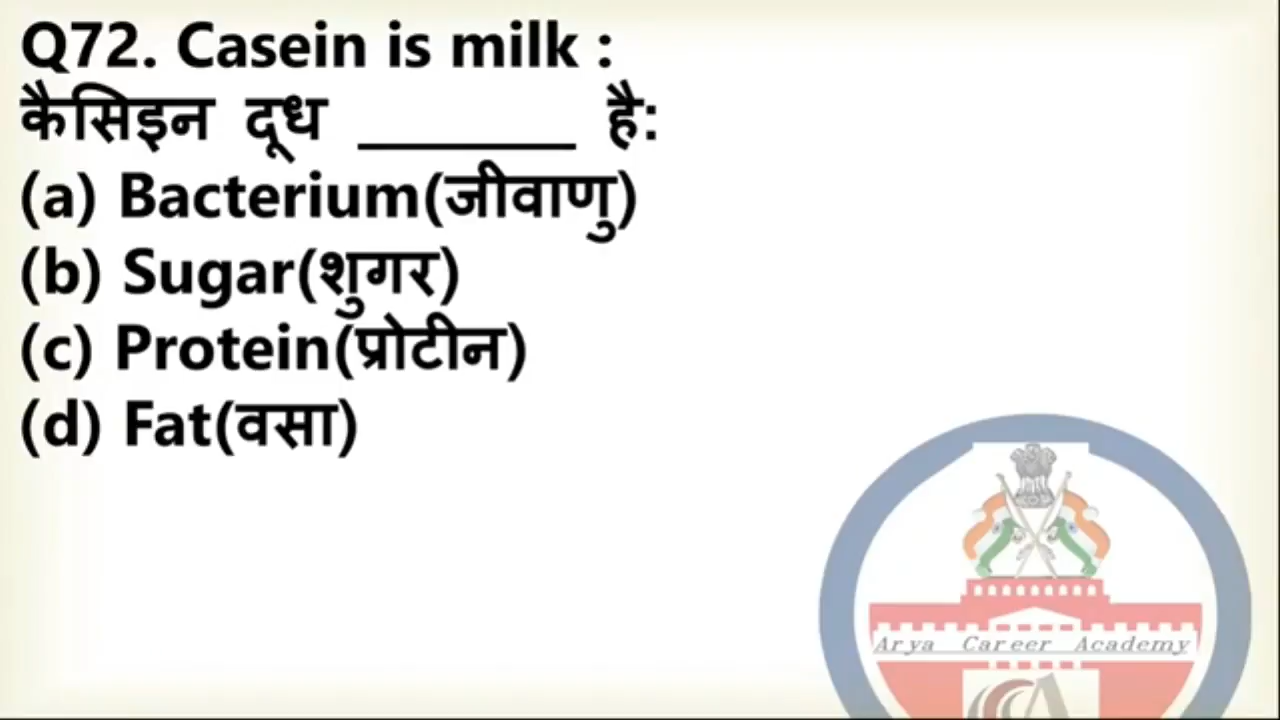 Q72. Casein is milk :
कैसिइन दूध ________ है:
(a) Bacterium(जीवाणु)
(b) Sugar(शुगर)
(c) Protein(प्रोटीन)
(d) Fat(वसा)
Arya Career Academy